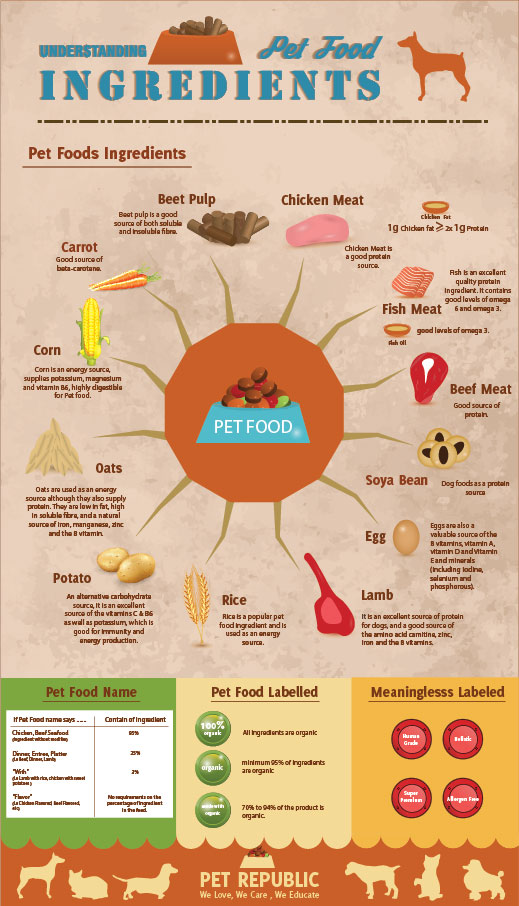 UNDERSTANDING Pet Food
INGREDIENTS
Pet Foods Ingredients
Beet Pulp
Beet pulp is a good
source of both soluble
and insoluble fibre.
Chicken Meat
Chicken Meat is
a good protein
source.
Chicken Fat
1g Chicken fat ⩾ 2x 1g Protein
Carrot
Good source of
beta-carotene.
Fish Meat
Fish is an excellent
quality protein
ingredient. It contains
good levels of omega
6 and omega 3.
Fish Oil
good levels of omega 3.
Corn
Corn is an energy source,
supplies potassium, magnesium
and vitamin B6, highly digestible
for Pet food.
PET FOOD
Beef Meat
Good source of
protein.
Oats
Oats are used as an energy
source although they also supply
protein. They are low in fat, high
in soluble fibre, and a natural
source of iron, manganese, zinc
and the B vitamin.
Soya Bean
Dog foods as a protein
source
Egg
Eggs are also a
valuable source of the
B vitamins, vitamin A,
vitamin D and Vitamin
E and minerals
(including iodine,
selenium and
phosphorous).
Potato
An alternative carbohydrate
source, it is an excellent
source of the vitamins C & B6
as well as potassium, which is
good for immunity and
energy production.
Rice
Rice is a popular pet
food ingredient and is
used as an energy
source.
Lamb
It is an excellent source of protein
for dogs, and a good source of
the amino acid carnitine, zinc,
iron and the B vitamins.
Pet Food Name
If Pet Food name says ..... Contain of Ingredient
Chicken, Beef Seafood 95%
(Ingredient without modifier)
Dinner, Entree, Platter 25%
(i.e Beef, Dinner, Lamb)
"With" 3%
(i.e Lamb with rice, chicken with sweet
potatoes)
"Flavor" No requirements on the
(i.e Chicken Flavored, Beef Flavored, percentage of ingredient
etc). in the food.
Pet Food Labelled
100%
organic
All ingredients are organic
organic
minimum 95% of ingredients
are organic
made with
organic
70% to 94% of the product is
organic.
Meaninglesss Labeled
Human
Grade
Holistic
Super
Premium
Allergen Free
PET REPUBLIC
We Love, We Care , We Educate